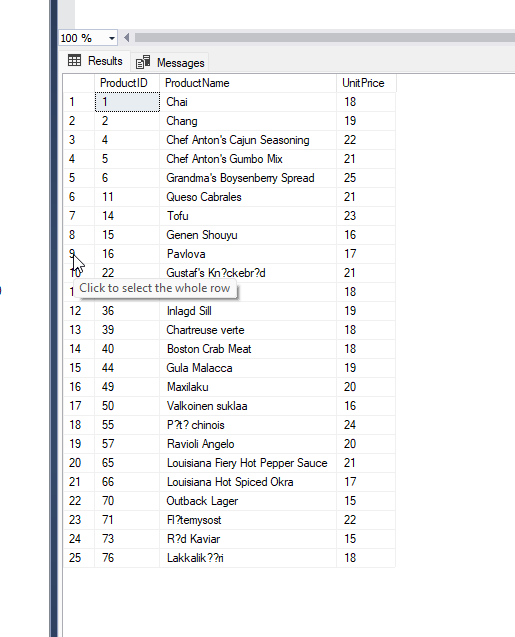 100 %
Results Messages
ProductID ProductName UnitPrice
1 1 Chai 18
2 2 Chang 19
3 4 Chef Anton's Cajun Seasoning 22
4 5 Chef Anton's Gumbo Mix 21
5 6 Grandma's Boysenberry Spread 25
6 11 Queso Cabrales 21
7 14 Tofu 23
8 15 Genen Shouyu 16
9 16 Pavlova 17
10 22 Gustaf's Kn?ckebr?d 21
Click to select the whole row
1 18
12 36 Inlagd Sill 19
13 39 Chartreuse verte 18
14 40 Boston Crab Meat 18
15 44 Gula Malacca 19
16 49 Maxilaku 20
17 50 Valkoinen suklaa 16
18 55 P?t? chinois 24
19 57 Ravioli Angelo 20
20 65 Louisiana Fiery Hot Pepper Sauce 21
21 66 Louisiana Hot Spiced Okra 17
22 70 Outback Lager 15
23 71 Fl?temysost 22
24 73 R?d Kaviar 15
25 76 Lakkalik??ri 18